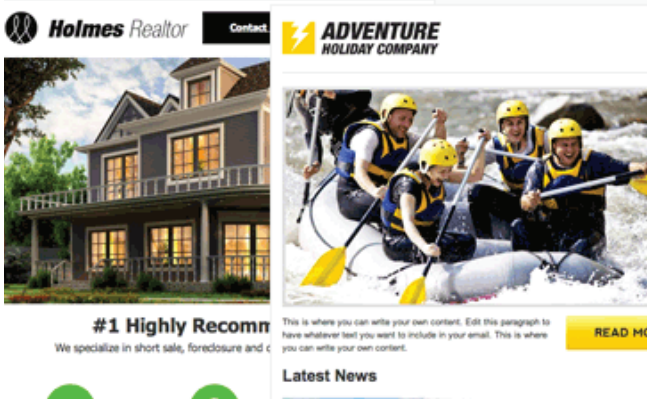 Holmes Realtor
Contact
#1 Highly Recomm
We specialize in short sale, foreclosure and
ADVENTURE
HOLIDAY COMPANY
This is where you can write your own content. Edit this paragraph to
have whatever text you want to include in your email. This is where
you can write your own content.
READ MO
Latest News